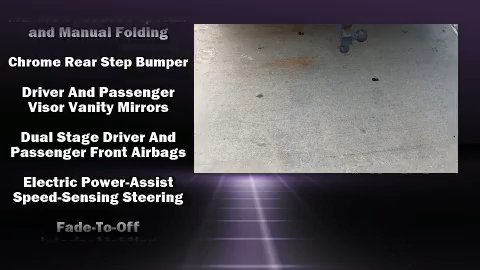 and Manual Folding
Chrome Rear Step Bumper
Driver And Passenger
Visor Vanity Mirrors
Dual Stage Driver And
Passenger Front Airbags
Electric Power-Assist
Speed-Sensing Steering
Fade-To-Off